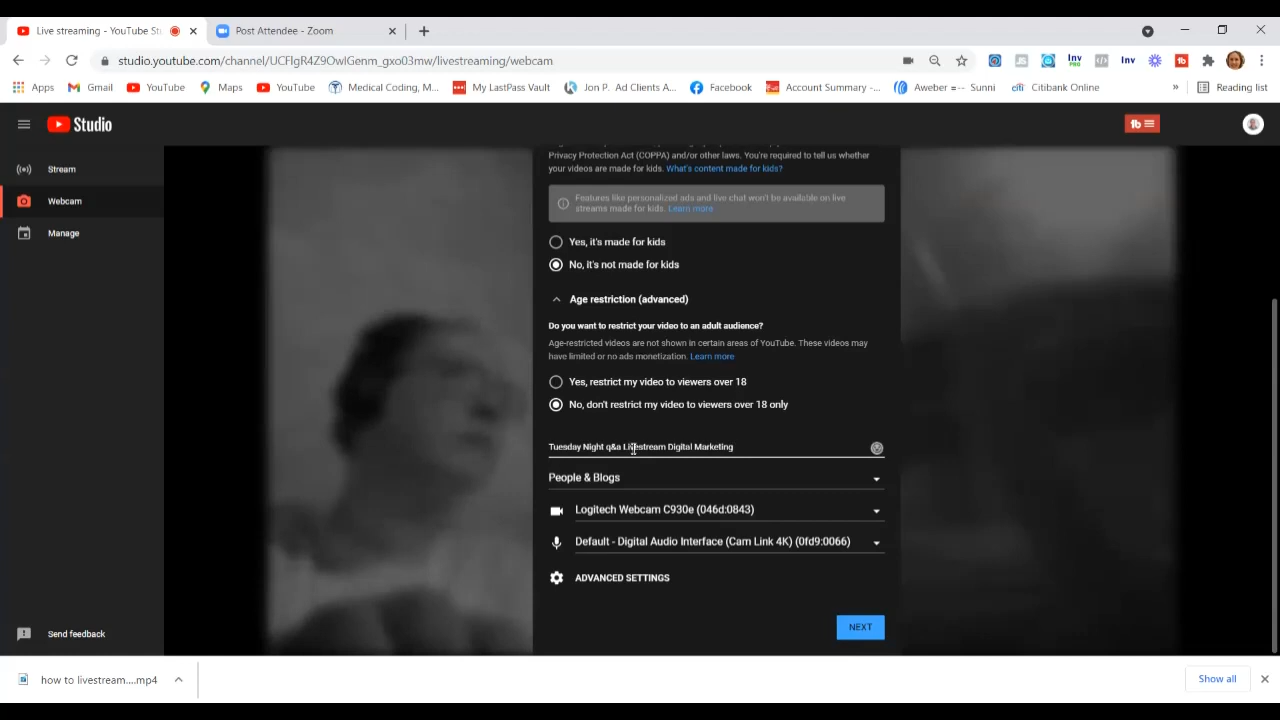 Live streaming - YouTube St
Post Attendee - Zoom
studio.youtube.com/channel/UCFlgR4Z9OwlGenm_gxo03mw/livestreaming/webcam
Apps
Gmail
YouTube
Maps
YouTube
Medical Coding, M...
My LastPass Vault
Jon P. Ad Clients A...
Facebook
Account Summary -...
Aweber =-- Sunni
Citibank Online
»
Reading list
Studio
Stream
Webcam
Manage
Send feedback
Privacy Protection Act (COPPA) and/or other laws. You're required to tell us whether
your videos are made for kids. What's content made for kids?
Features like personalized ads and live chat won't be available on live
streams made for kids. Learn more
Yes, it's made for kids
No, it's not made for kids
Age restriction (advanced)
Do you want to restrict your video to an adult audience?
Age-restricted videos are not shown in certain areas of YouTube. These videos may
have limited or no ads monetization. Learn more
Yes, restrict my video to viewers over 18
No, don't restrict my video to viewers over 18 only
Tuesday Night q&a Livestream Digital Marketing
People & Blogs
Logitech Webcam C930e (046d:0843)
Default - Digital Audio Interface (Cam Link 4K) (0fd9:0066)
ADVANCED SETTINGS
NEXT
how to livestream....mp4
Show all